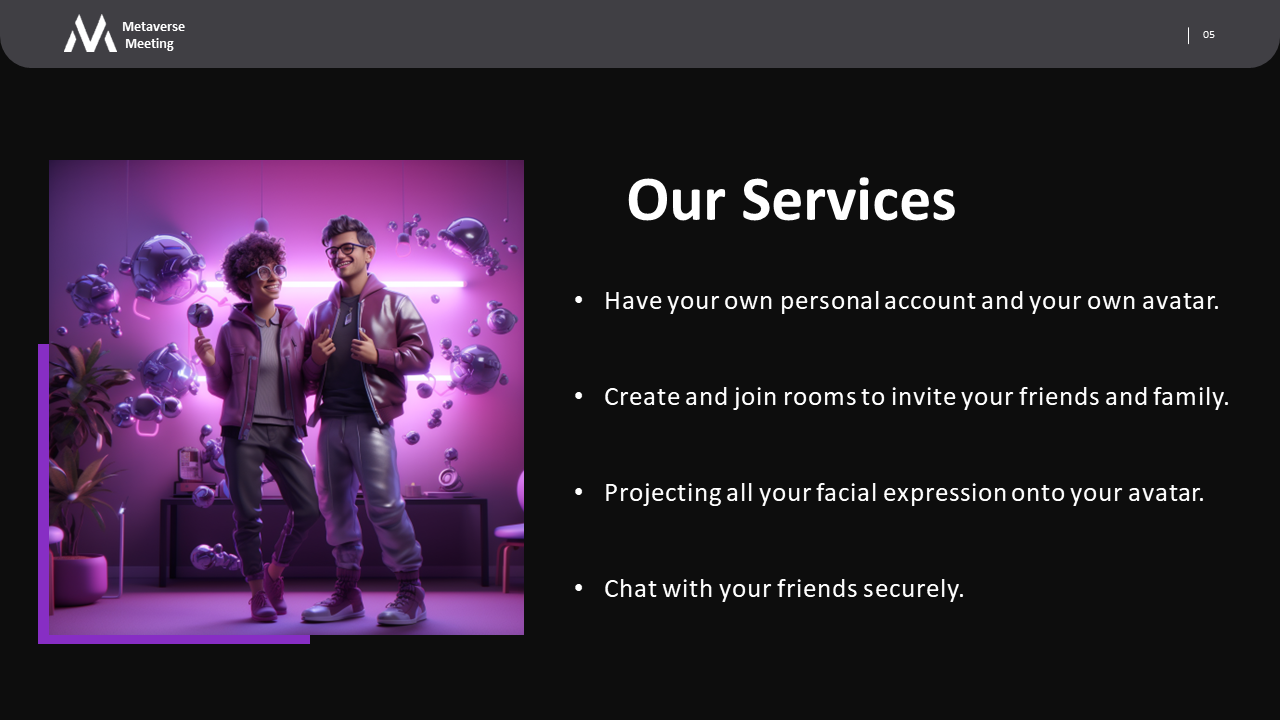 Metaverse
Meeting
05
Our Services
• Have your own personal account and your own avatar.
• Create and join rooms to invite your friends and family.
• Projecting all your facial expression onto your avatar.
• Chat with your friends securely.